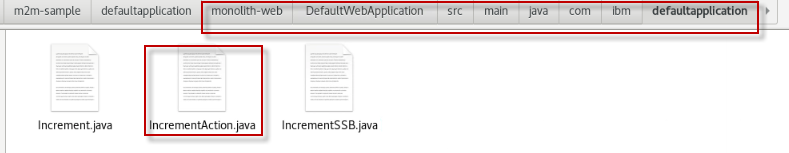 m2m-sample defaultapplication monolith-web DefaultWebApplication src main java com ibm defaultapplication
Increment.java IncrementAction.java IncrementSSB.java